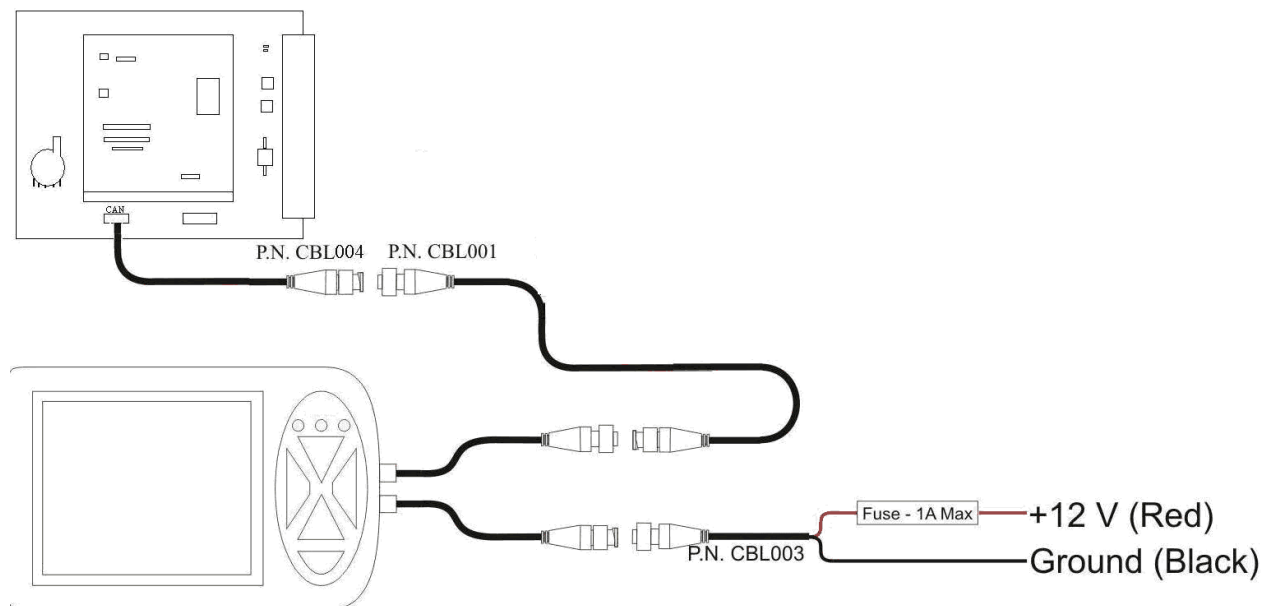 CAN
P.N. CBL004
P.N. CBL001
Fuse - 1A Max
+12 V (Red)
P.N. CBL003
Ground (Black)